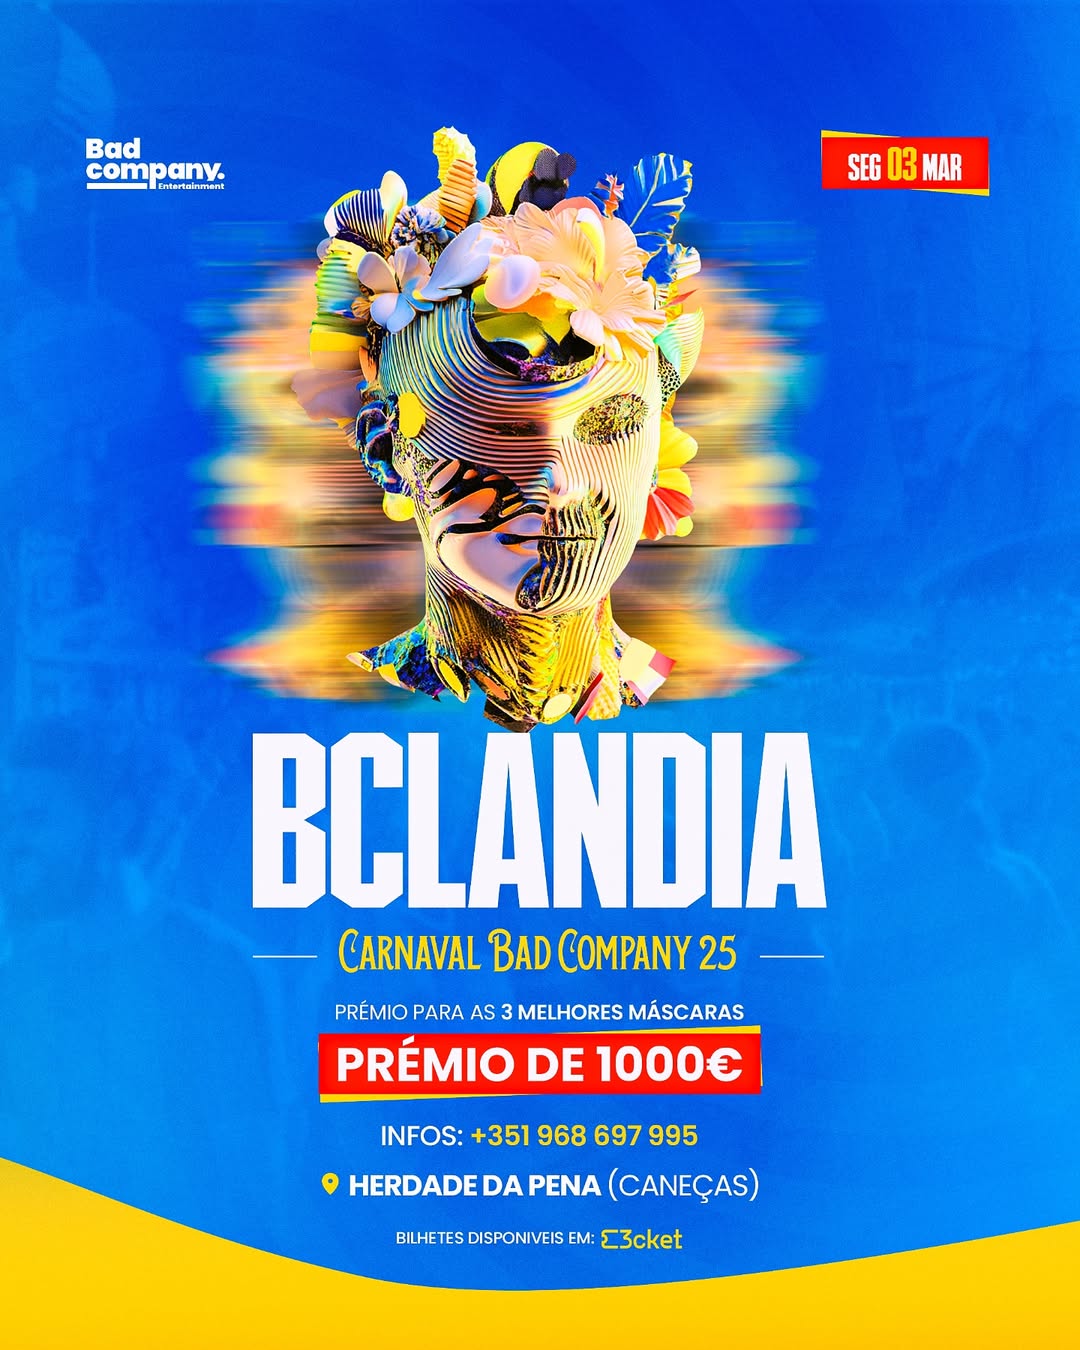 Bad
company.
Entertainment
SEG 03 MAR
BCLANDIA
CARNAVAL BAD COMPANY 25
PRÉMIO PARA AS 3 MELHORES MÁSCARAS
PRÉMIO DE 1000€
INFOS: +351 968 697 995
HERDADE DA PENA (CANEÇAS)
BILHETES DISPONIVEIS EM: 3cket